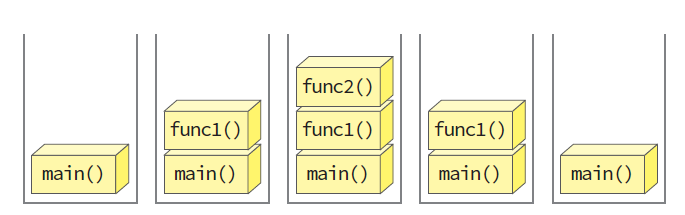 func2()
func1() func1() func1()
main() main() main() main() main()